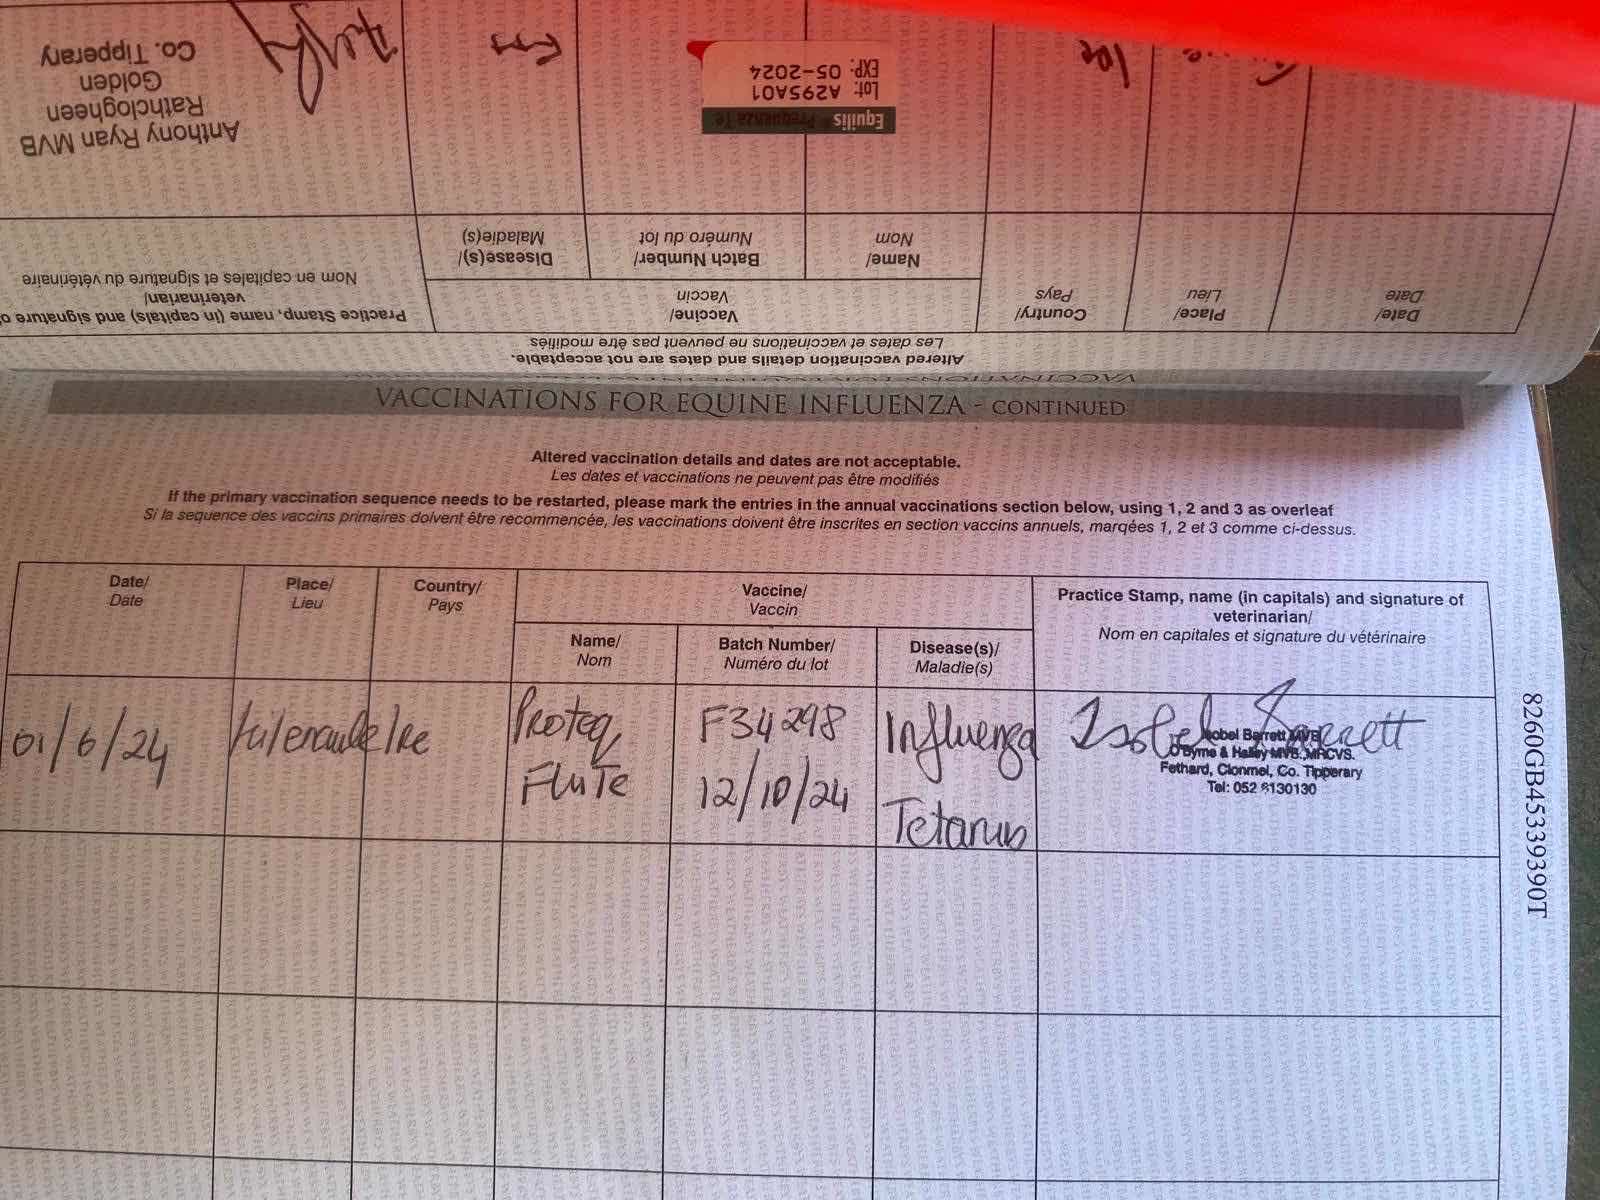 Anthony Ryan MVB
Rathclogheen
Golden
Co. Tipperary
Equilis Prequenza Te
Lot: A295A01
EXP: 05-2024
Ire
Date/
Date
Place/
Lieu
Country/
Pays
Vaccine/
Vaccin
Name/
Nom
Batch Number/
Numéro du lot
Disease(s)/
Maladie(s)
Practice Stamp, name (in capitals) and signature of
veterinarian/
Nom en capitales et signature du vétérinaire
Altered vaccination details and dates are not acceptable.
Les dates et vaccinations ne peuvent pas être modifiés
VACCINATIONS FOR EQUINE INFLUENZA - CONTINUED
Altered vaccination details and dates are not acceptable.
Les dates et vaccinations ne peuvent pas être modifiés
If the primary vaccination sequence needs to be restarted, please mark the entries in the annual vaccinations section below, using 1, 2 and 3 as overleaf
Si la sequence des vaccins primaires doivent être recommencée, les vaccinations doivent être inscrites en section vaccins annuels, marqées 1, 2 et 3 comme ci-dessus.
Date/
Date
Place/
Lieu
Country/
Pays
Vaccine/
Vaccin
Name/
Nom
Batch Number/
Numéro du lot
Disease(s)/
Maladie(s)
Practice Stamp, name (in capitals) and signature of
veterinarian/
Nom en capitales et signature du vétérinaire
01/6/24
Ire
Proteq
FluTe
F34298
12/10/24
Influenza
Tetanus
Isobel Barrett
Isobel Barrett MVB
O'Byrne & Halley MVB.,MRCVS.
Fethard, Clonmel, Co. Tipperary
Tel: 052 6130130
8260GB45339390T